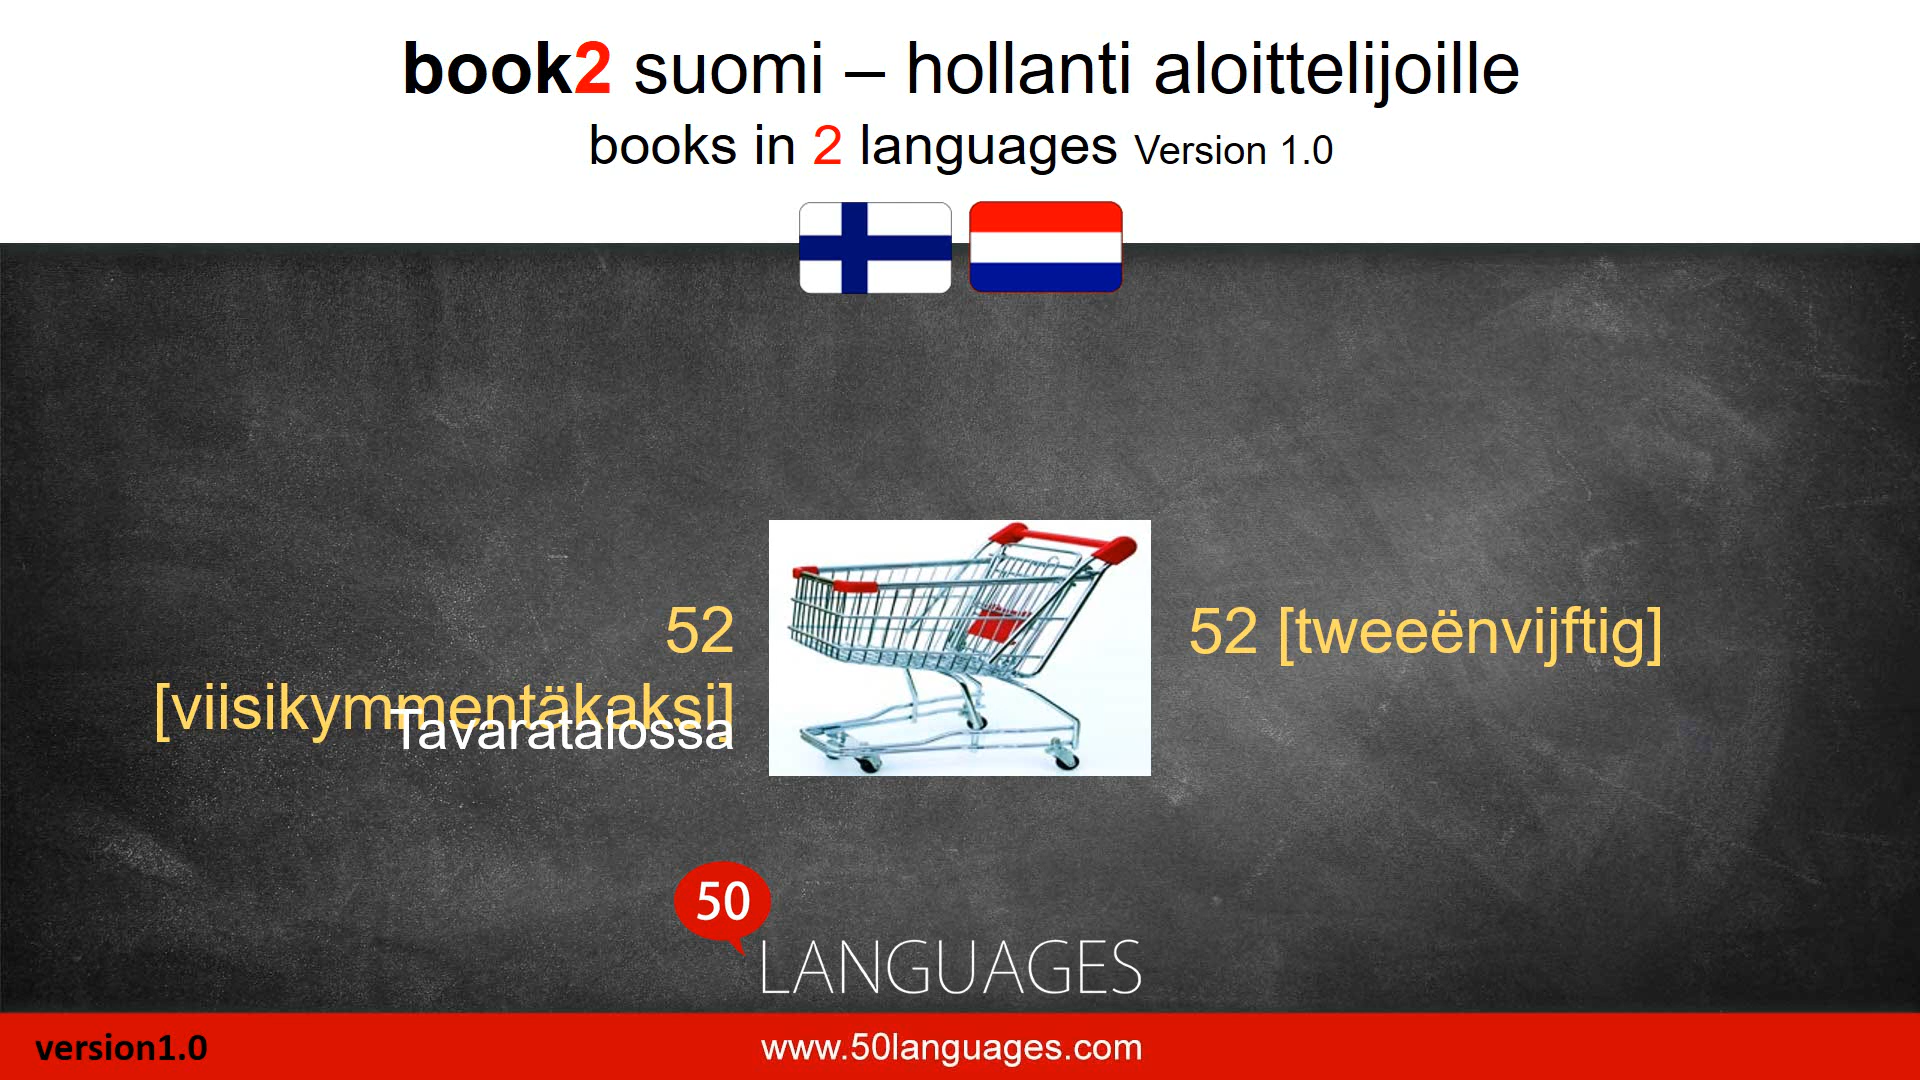 book2 suomi – hollanti aloittelijoille
books in 2 languages Version 1.0
52
[viisikymmentäkaksi]
Tavaratalossa
52 [tweeënvijftig]
50
LANGUAGES
version1.0
www.50languages.com